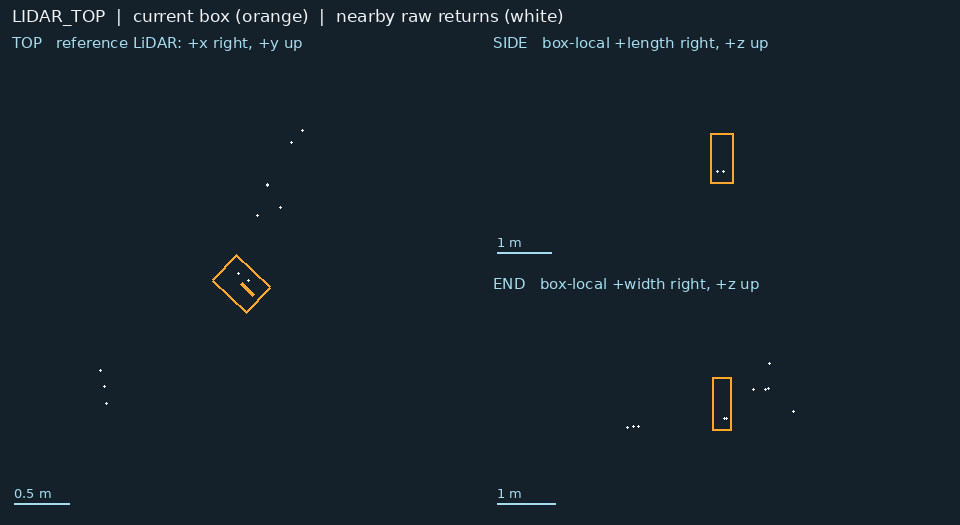 LIDAR_TOP | current box (orange) | nearby raw returns (white)
TOP reference LiDAR: +x right, +y up
SIDE box-local +length right, +z up
1 m
END box-local +width right, +z up
0.5 m
1 m